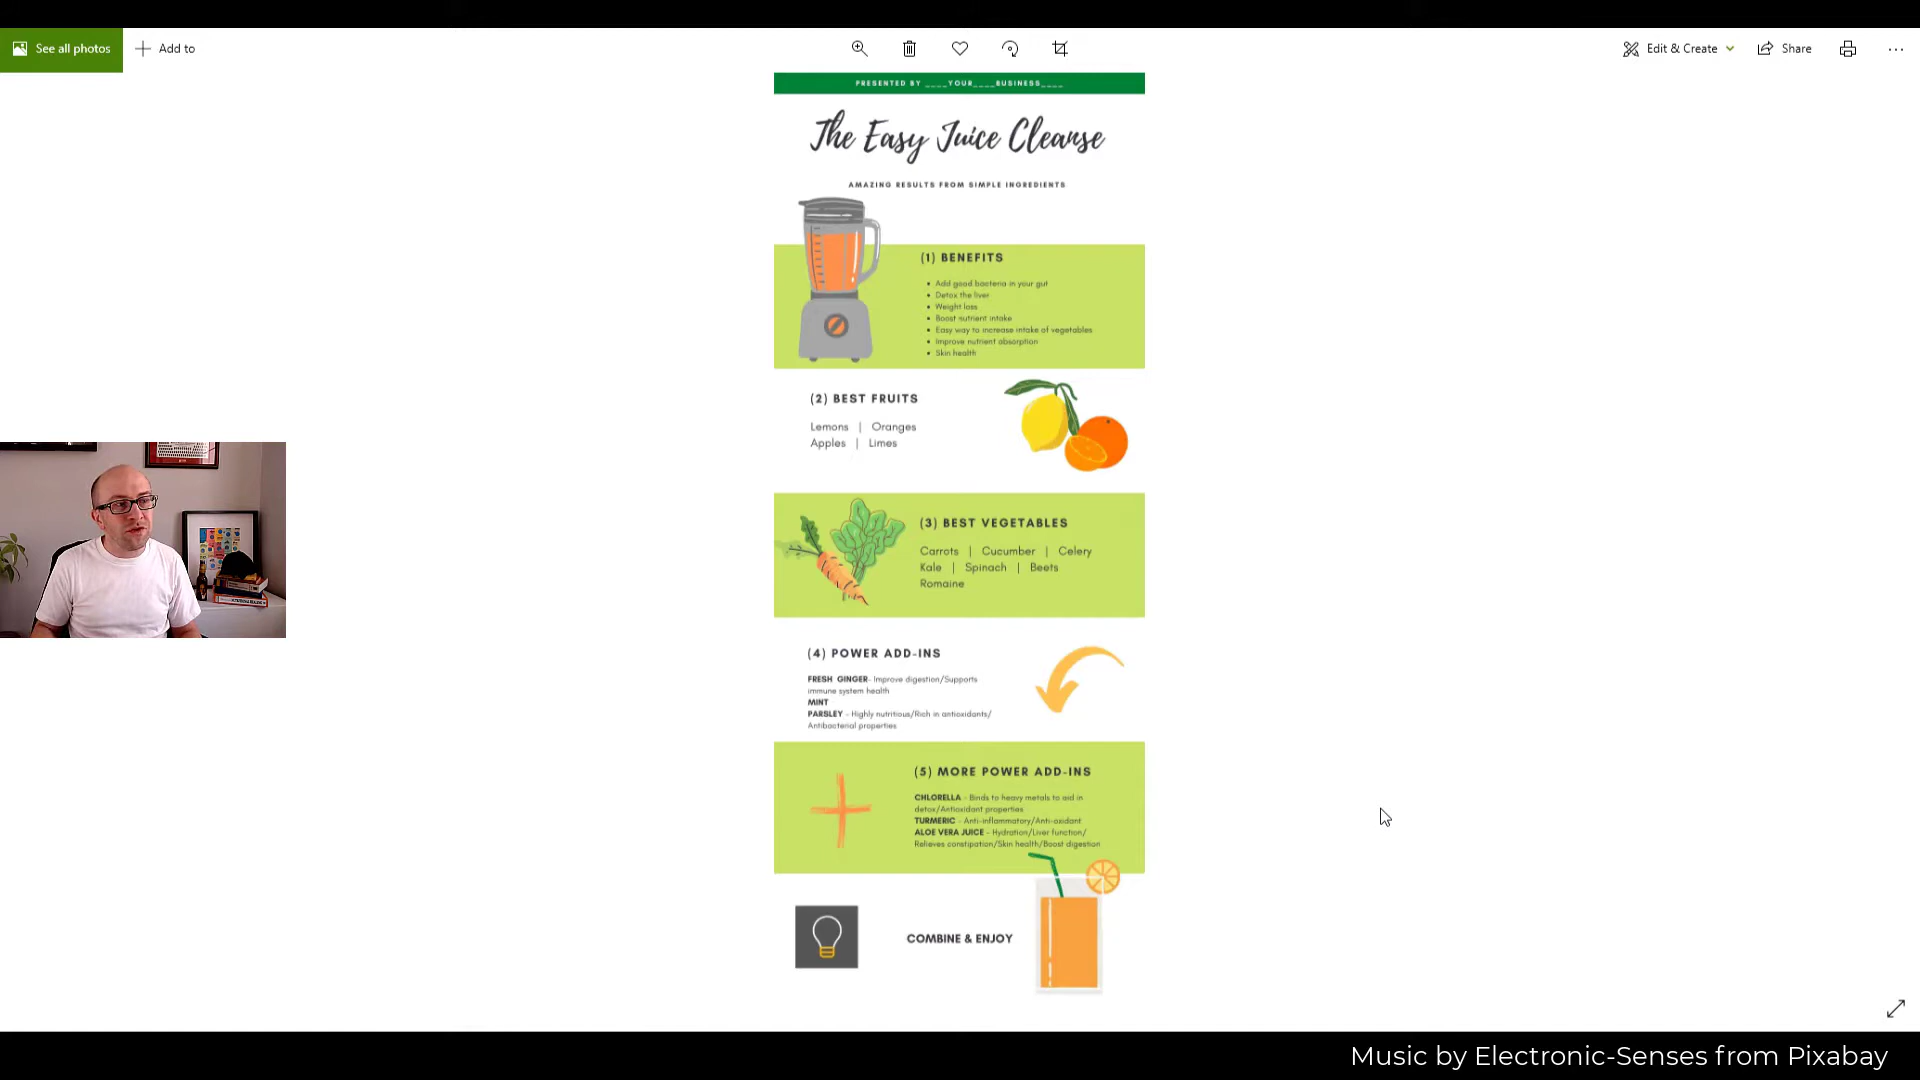 See all photos
Add to
Edit & Create
Share
PRESENTED BY ____YOUR____BUSINESS____
The Easy Juice Cleanse
AMAZING RESULTS FROM SIMPLE INGREDIENTS
(1) BENEFITS
Add good bacteria in your gut
Detox the liver
Weight loss
Boost nutrient intake
Easy way to increase intake of vegetables
Improve nutrient absorption
Skin health
(2) BEST FRUITS
Lemons | Oranges
Apples | Limes
(3) BEST VEGETABLES
Carrots | Cucumber | Celery
Kale | Spinach | Beets
Romaine
(4) POWER ADD-INS
FRESH GINGER- Improve digestion/Supports
immune system health
MINT
PARSLEY - Highly nutritious/Rich in antioxidants/
Antibacterial properties
(5) MORE POWER ADD-INS
CHLORELLA - Binds to heavy metals to aid in
detox/Antioxidant properties
TURMERIC - Anti-inflammatory/Anti-oxidant
ALOE VERA JUICE - Hydration/Liver function/
Relieves constipation/Skin health/Boost digestion
COMBINE & ENJOY
Music by Electronic-Senses from Pixabay